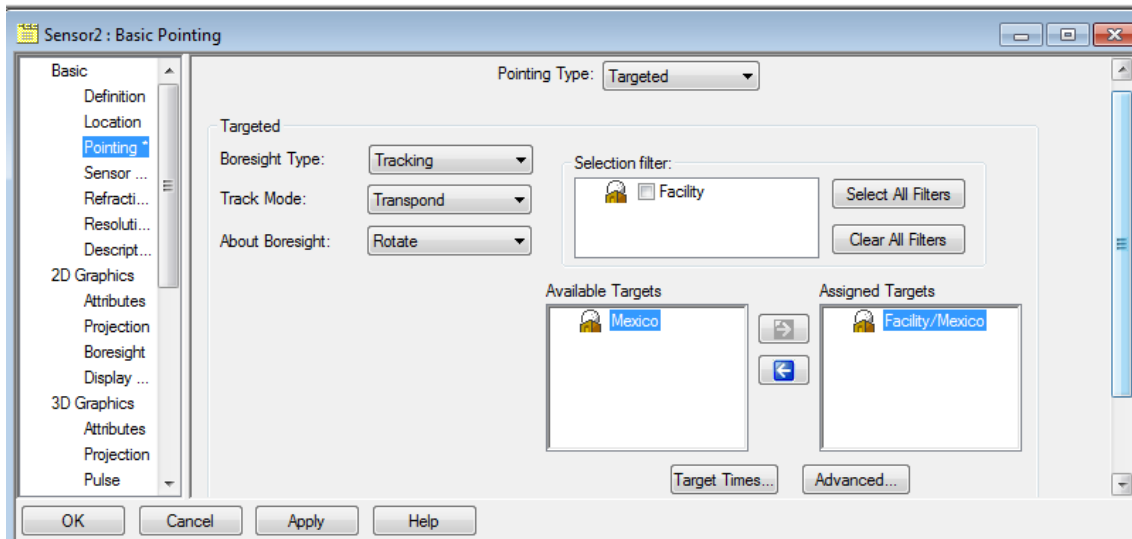 Sensor2 : Basic Pointing
Basic
Definition
Location
Pointing *
Sensor ...
Refracti...
Resoluti...
Descript...
2D Graphics
Attributes
Projection
Boresight
Display ...
3D Graphics
Attributes
Projection
Pulse
Pointing Type: Targeted
Targeted
Boresight Type: Tracking
Track Mode: Transpond
About Boresight: Rotate
Selection filter:
Facility
Select All Filters
Clear All Filters
Available Targets
Mexico
Assigned Targets
Facility/Mexico
Target Times... Advanced...
OK Cancel Apply Help